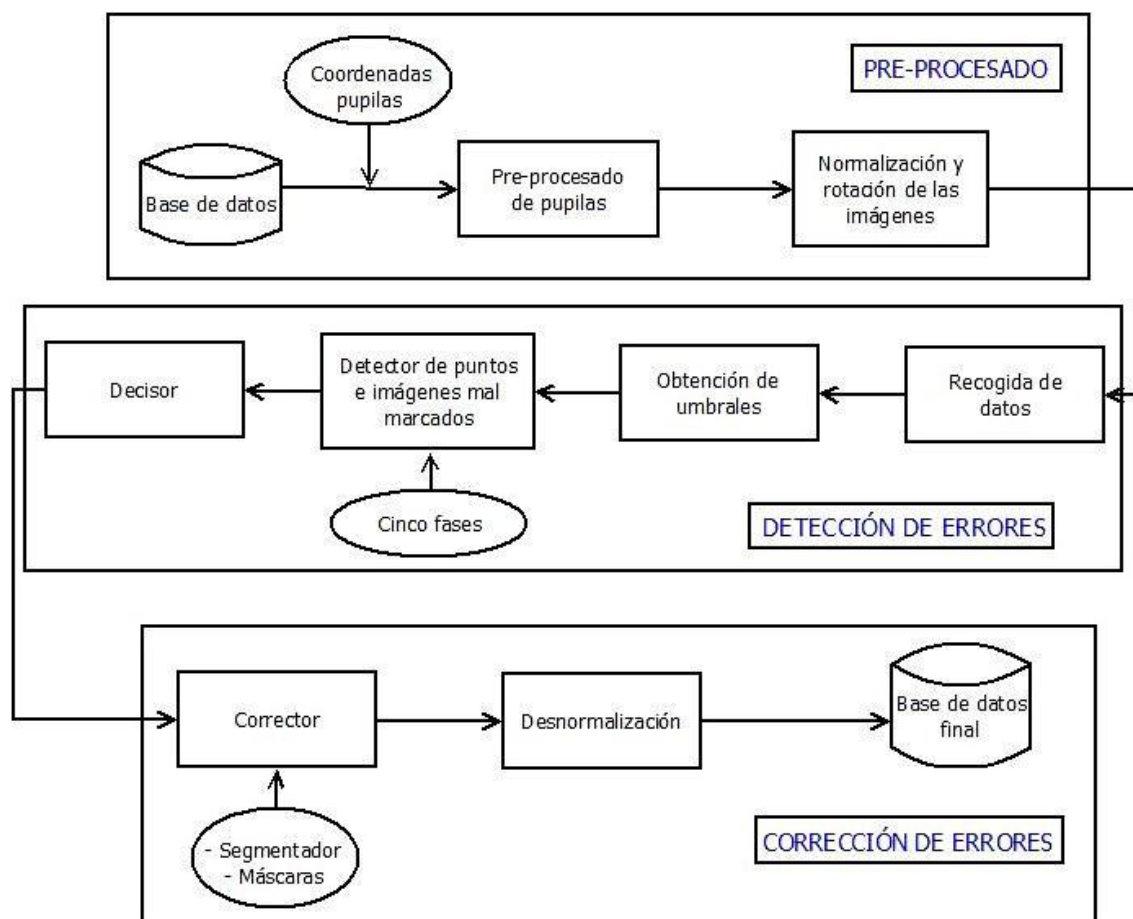 PRE-PROCESADO
Coordenadas
pupilas
Base de datos
Pre-procesado
de pupilas
Normalización y
rotación de las
imágenes
Decisor
Detector de puntos
e imágenes mal
marcados
Obtención de
umbrales
Recogida de
datos
Cinco fases
DETECCIÓN DE ERRORES
Corrector
Desnormalización
Base de datos
final
- Segmentador
- Máscaras
CORRECCIÓN DE ERRORES